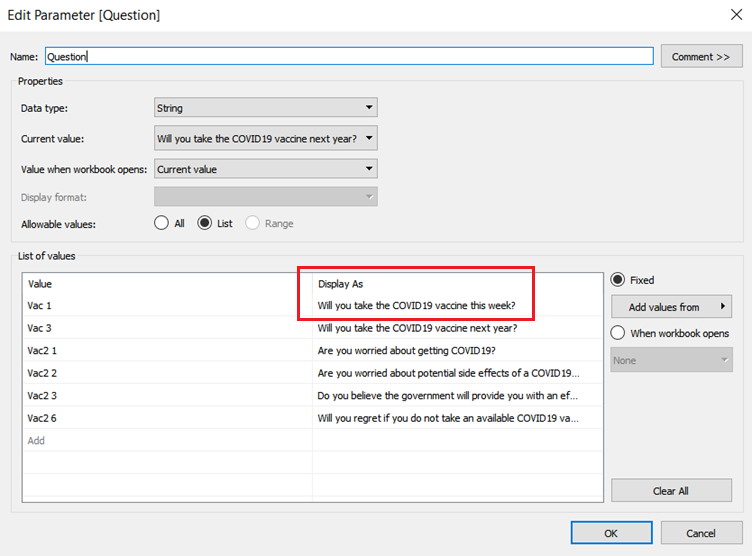 Edit Parameter [Question]
Name: Question Comment >>
Properties
Data type: String
Current value: Will you take the COVID19 vaccine next year?
Value when workbook opens: Current value
Display format:
Allowable values: All List Range
List of values
Value Display As Fixed
Vac 1 Will you take the COVID19 vaccine this week? Add values from
Vac 3 Will you take the COVID19 vaccine next year? When workbook opens
Vac2 1 Are you worried about getting COVID19? None
Vac2 2 Are you worried about potential side effects of a COVID19...
Vac2 3 Do you believe the government will provide you with an ef...
Vac2 6 Will you regret if you do not take an available COVID19 va...
Add
Clear All
OK Cancel